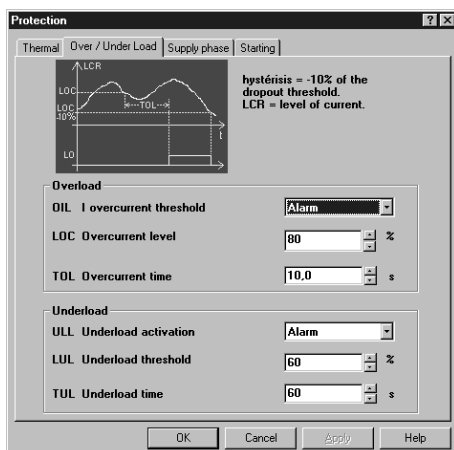 Protection
Thermal Over / Under Load Supply phase Starting
LCR
LOC
LOC
-10%
TOL
t
LO
hystérisis = -10% of the
dropout threshold.
LCR = level of current.
Overload
OIL I overcurrent threshold Alarm
LOC Overcurrent level 80 %
TOL Overcurrent time 10,0 s
Underload
ULL Underload activation Alarm
LUL Underload threshold 60 %
TUL Underload time 60 s
OK Cancel Apply Help